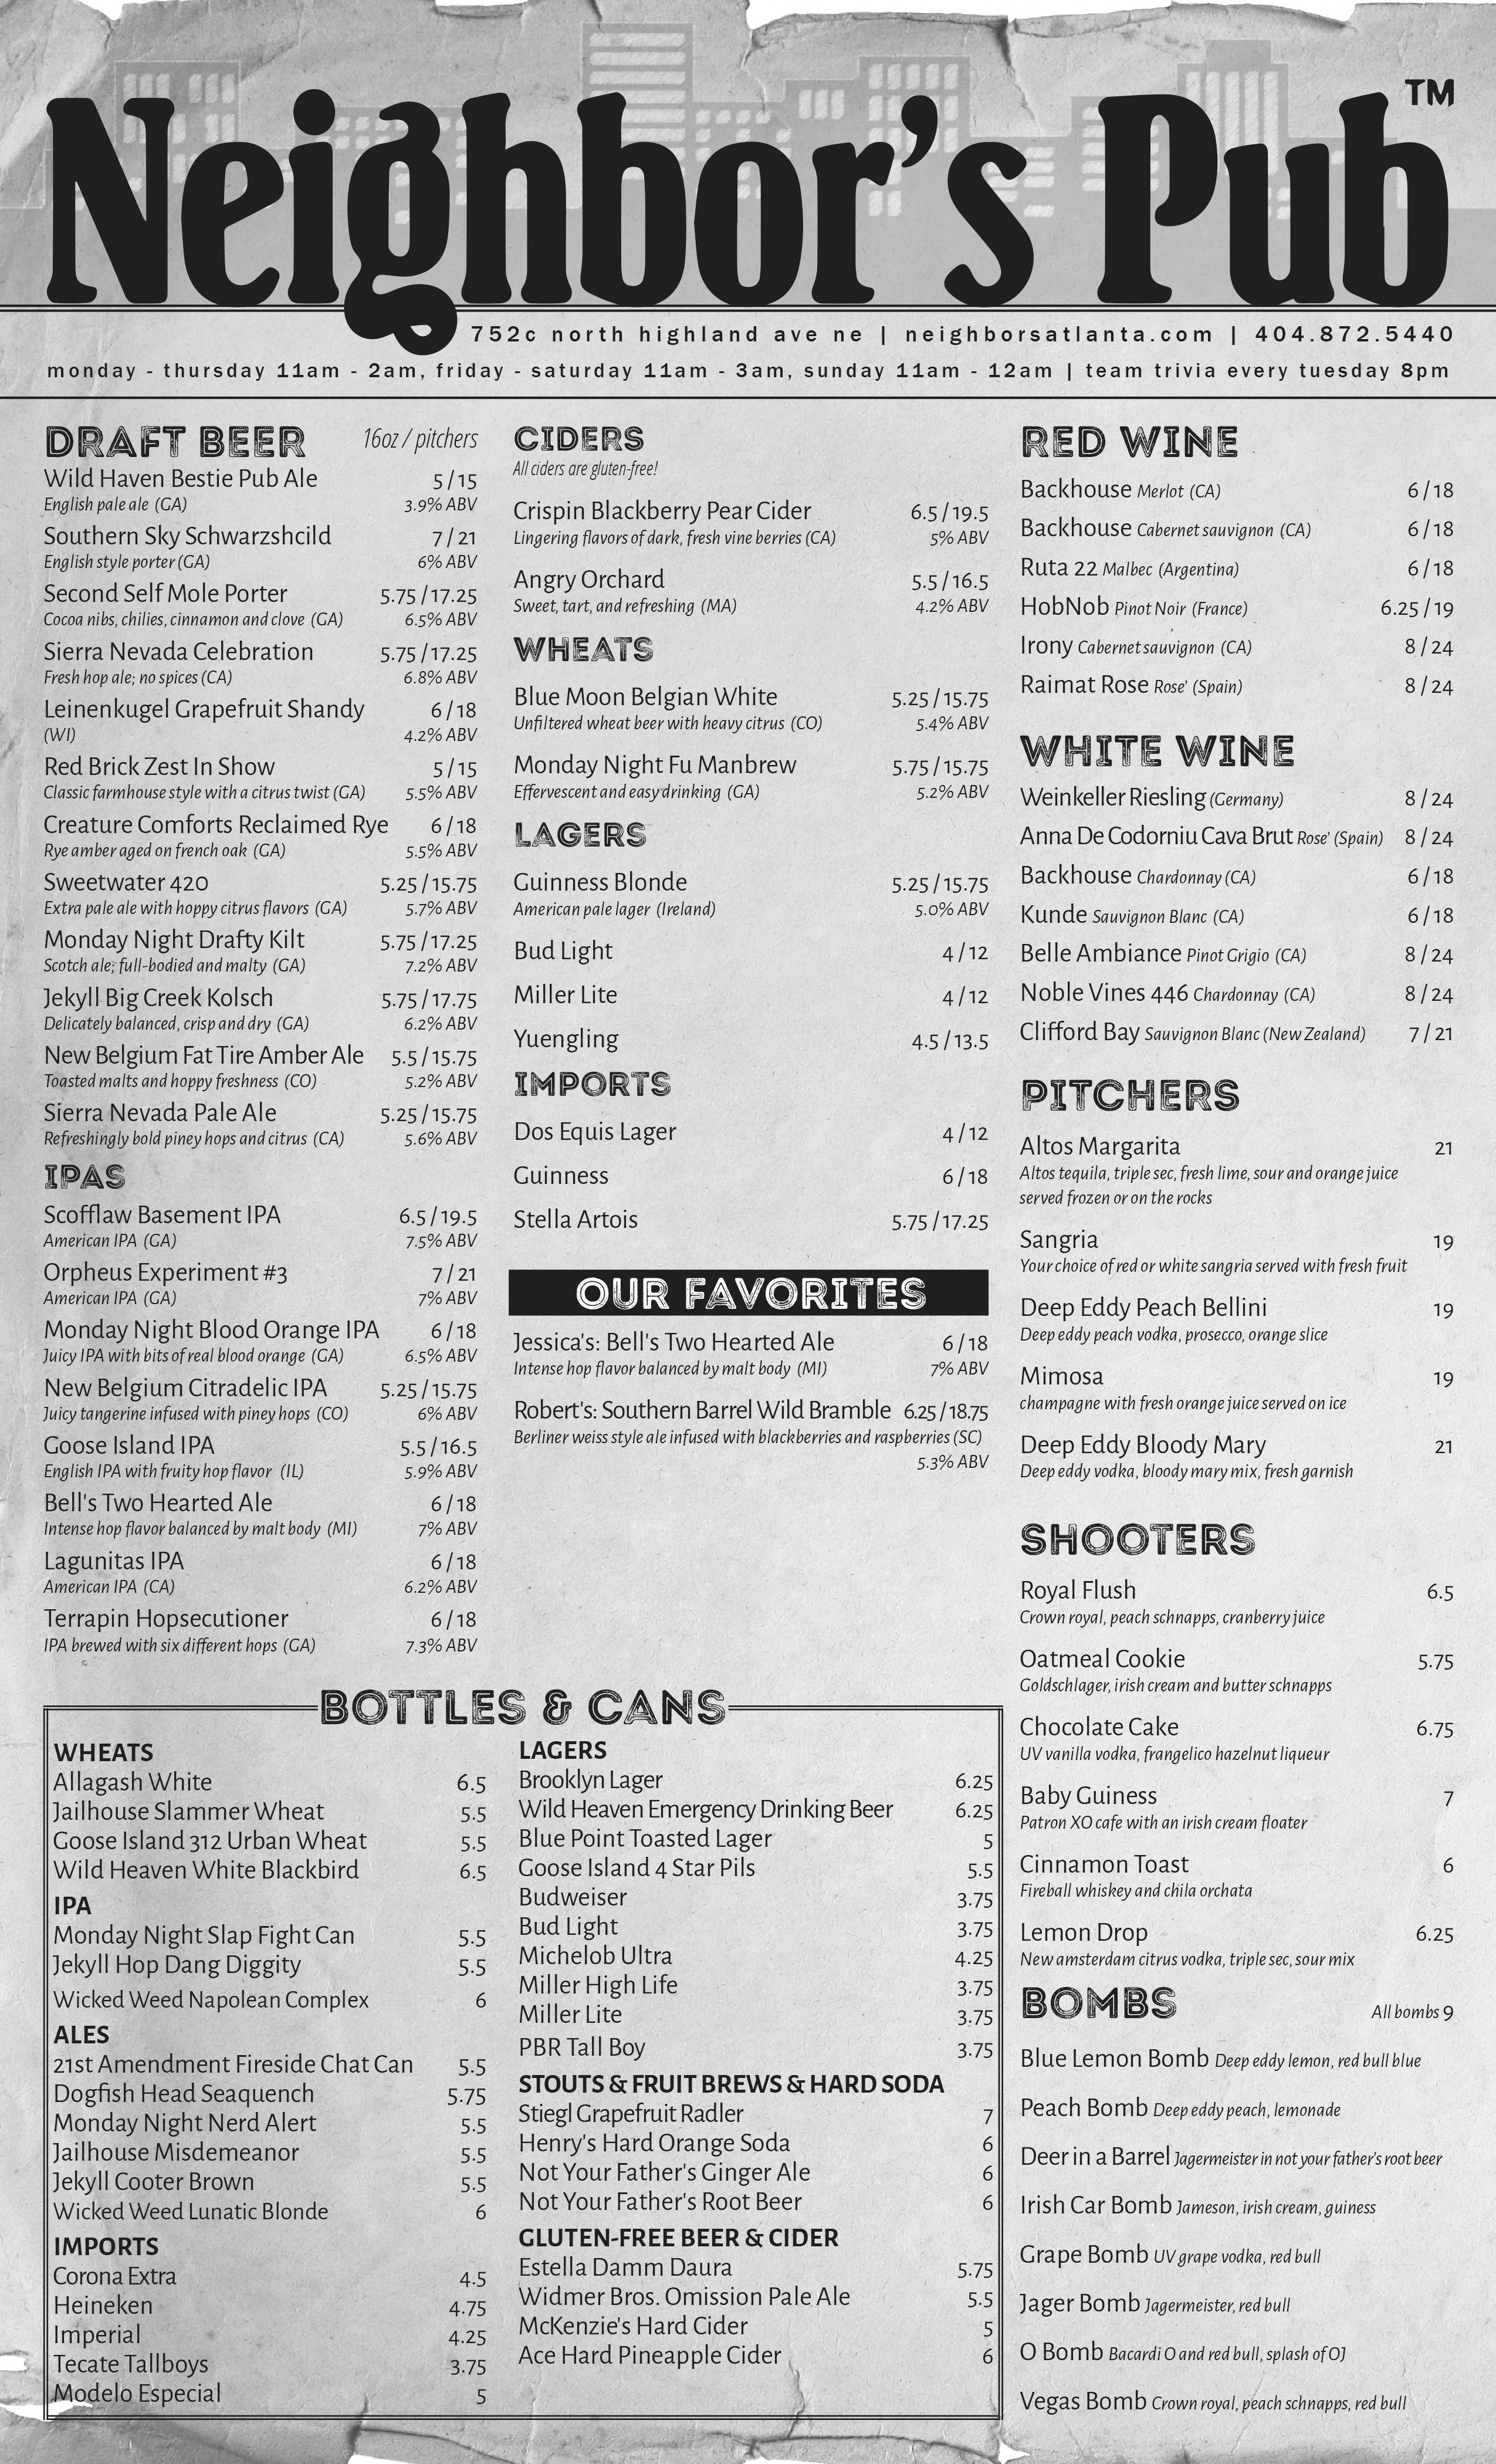 Neighbor's Pub™
752c north highland ave ne | neighborsatlanta.com | 404.872.5440
monday - thursday 11am - 2am, friday - saturday 11am - 3am, sunday 11am - 12am | team trivia every tuesday 8pm
DRAFT BEER 16oz / pitchers
Wild Haven Bestie Pub Ale 5 / 15
English pale ale (GA) 3.9% ABV
Southern Sky Schwarzshcild 7 / 21
English style porter (GA) 6% ABV
Second Self Mole Porter 5.75 / 17.25
Cocoa nibs, chilies, cinnamon and clove (GA) 6.5% ABV
Sierra Nevada Celebration 5.75 / 17.25
Fresh hop ale; no spices (CA) 6.8% ABV
Leinenkugel Grapefruit Shandy 6 / 18
(WI) 4.2% ABV
Red Brick Zest In Show 5 / 15
Classic farmhouse style with a citrus twist (GA) 5.5% ABV
Creature Comforts Reclaimed Rye 6 / 18
Rye amber aged on french oak (GA) 5.5% ABV
Sweetwater 420 5.25 / 15.75
Extra pale ale with hoppy citrus flavors (GA) 5.7% ABV
Monday Night Drafty Kilt 5.75 / 17.25
Scotch ale; full-bodied and malty (GA) 7.2% ABV
Jekyll Big Creek Kolsch 5.75 / 17.75
Delicately balanced, crisp and dry (GA) 6.2% ABV
New Belgium Fat Tire Amber Ale 5.5 / 15.75
Toasted malts and hoppy freshness (CO) 5.2% ABV
Sierra Nevada Pale Ale 5.25 / 15.75
Refreshingly bold piney hops and citrus (CA) 5.6% ABV
IPAS
Scofflaw Basement IPA 6.5 / 19.5
American IPA (GA) 7.5% ABV
Orpheus Experiment #3 7 / 21
American IPA (GA) 7% ABV
Monday Night Blood Orange IPA 6 / 18
Juicy IPA with bits of real blood orange (GA) 6.5% ABV
New Belgium Citradelic IPA 5.25 / 15.75
Juicy tangerine infused with piney hops (CO) 6% ABV
Goose Island IPA 5.5 / 16.5
English IPA with fruity hop flavor (IL) 5.9% ABV
Bell's Two Hearted Ale 6 / 18
Intense hop flavor balanced by malt body (MI) 7% ABV
Lagunitas IPA 6 / 18
American IPA (CA) 6.2% ABV
Terrapin Hopsecutioner 6 / 18
IPA brewed with six different hops (GA) 7.3% ABV
CIDERS
All ciders are gluten-free!
Crispin Blackberry Pear Cider 6.5 / 19.5
Lingering flavors of dark, fresh vine berries (CA) 5% ABV
Angry Orchard 5.5 / 16.5
Sweet, tart, and refreshing (MA) 4.2% ABV
WHEATS
Blue Moon Belgian White 5.25 / 15.75
Unfiltered wheat beer with heavy citrus (CO) 5.4% ABV
Monday Night Fu Manbrew 5.75 / 15.75
Effervescent and easy drinking (GA) 5.2% ABV
LAGERS
Guinness Blonde 5.25 / 15.75
American pale lager (Ireland) 5.0% ABV
Bud Light 4 / 12
Miller Lite 4 / 12
Yuengling 4.5 / 13.5
IMPORTS
Dos Equis Lager 4 / 12
Guinness 6 / 18
Stella Artois 5.75 / 17.25
OUR FAVORITES
Jessica's: Bell's Two Hearted Ale 6 / 18
Intense hop flavor balanced by malt body (MI) 7% ABV
Robert's: Southern Barrel Wild Bramble 6.25 / 18.75
Berliner weiss style ale infused with blackberries and raspberries (SC)
5.3% ABV
RED WINE
Backhouse Merlot (CA) 6 / 18
Backhouse Cabernet sauvignon (CA) 6 / 18
Ruta 22 Malbec (Argentina) 6 / 18
HobNob Pinot Noir (France) 6.25 / 19
Irony Cabernet sauvignon (CA) 8 / 24
Raimat Rose Rose' (Spain) 8 / 24
WHITE WINE
Weinkeller Riesling (Germany) 8 / 24
Anna De Codorniu Cava Brut Rose' (Spain) 8 / 24
Backhouse Chardonnay (CA) 6 / 18
Kunde Sauvignon Blanc (CA) 6 / 18
Belle Ambiance Pinot Grigio (CA) 8 / 24
Noble Vines 446 Chardonnay (CA) 8 / 24
Clifford Bay Sauvignon Blanc (New Zealand) 7 / 21
PITCHERS
Altos Margarita 21
Altos tequila, triple sec, fresh lime, sour and orange juice
served frozen or on the rocks
Sangria 19
Your choice of red or white sangria served with fresh fruit
Deep Eddy Peach Bellini 19
Deep eddy peach vodka, prosecco, orange slice
Mimosa 19
champagne with fresh orange juice served on ice
Deep Eddy Bloody Mary 21
Deep eddy vodka, bloody mary mix, fresh garnish
SHOOTERS
Royal Flush 6.5
Crown royal, peach schnapps, cranberry juice
Oatmeal Cookie 5.75
Goldschlager, irish cream and butter schnapps
Chocolate Cake 6.75
UV vanilla vodka, frangelico hazelnut liqueur
Baby Guiness 7
Patron XO cafe with an irish cream floater
Cinnamon Toast 6
Fireball whiskey and chila orchata
Lemon Drop 6.25
New amsterdam citrus vodka, triple sec, sour mix
BOMBS All bombs 9
Blue Lemon Bomb Deep eddy lemon, red bull blue
Peach Bomb Deep eddy peach, lemonade
Deer in a Barrel Jagermeister in not your father's root beer
Irish Car Bomb Jameson, irish cream, guiness
Grape Bomb UV grape vodka, red bull
Jager Bomb Jagermeister, red bull
O Bomb Bacardi O and red bull, splash of OJ
Vegas Bomb Crown royal, peach schnapps, red bull
BOTTLES & CANS
WHEATS
Allagash White 6.5
Jailhouse Slammer Wheat 5.5
Goose Island 312 Urban Wheat 5.5
Wild Heaven White Blackbird 6.5
IPA
Monday Night Slap Fight Can 5.5
Jekyll Hop Dang Diggity 5.5
Wicked Weed Napolean Complex 6
ALES
21st Amendment Fireside Chat Can 5.5
Dogfish Head Seaquench 5.75
Monday Night Nerd Alert 5.5
Jailhouse Misdemeanor 5.5
Jekyll Cooter Brown 5.5
Wicked Weed Lunatic Blonde 6
IMPORTS
Corona Extra 4.5
Heineken 4.75
Imperial 4.25
Tecate Tallboys 3.75
Modelo Especial 5
LAGERS
Brooklyn Lager 6.25
Wild Heaven Emergency Drinking Beer 6.25
Blue Point Toasted Lager 5
Goose Island 4 Star Pils 5.5
Budweiser 3.75
Bud Light 3.75
Michelob Ultra 4.25
Miller High Life 3.75
Miller Lite 3.75
PBR Tall Boy 3.75
STOUTS & FRUIT BREWS & HARD SODA
Stiegl Grapefruit Radler 7
Henry's Hard Orange Soda 6
Not Your Father's Ginger Ale 6
Not Your Father's Root Beer 6
GLUTEN-FREE BEER & CIDER
Estella Damm Daura 5.75
Widmer Bros. Omission Pale Ale 5.5
McKenzie's Hard Cider 5
Ace Hard Pineapple Cider 6